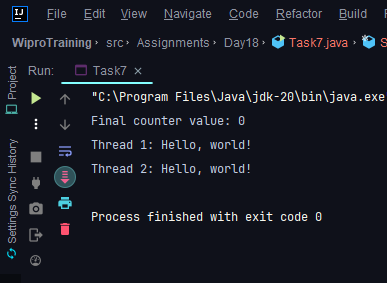 IJ File Edit View Navigate Code Refactor Build
WiproTraining › src › Assignments › Day18 › Task7.java › S
Run: Task7 ×
"C:\Program Files\Java\jdk-20\bin\java.exe
Final counter value: 0
Thread 1: Hello, world!
Thread 2: Hello, world!
Process finished with exit code 0
Project
Settings Sync History